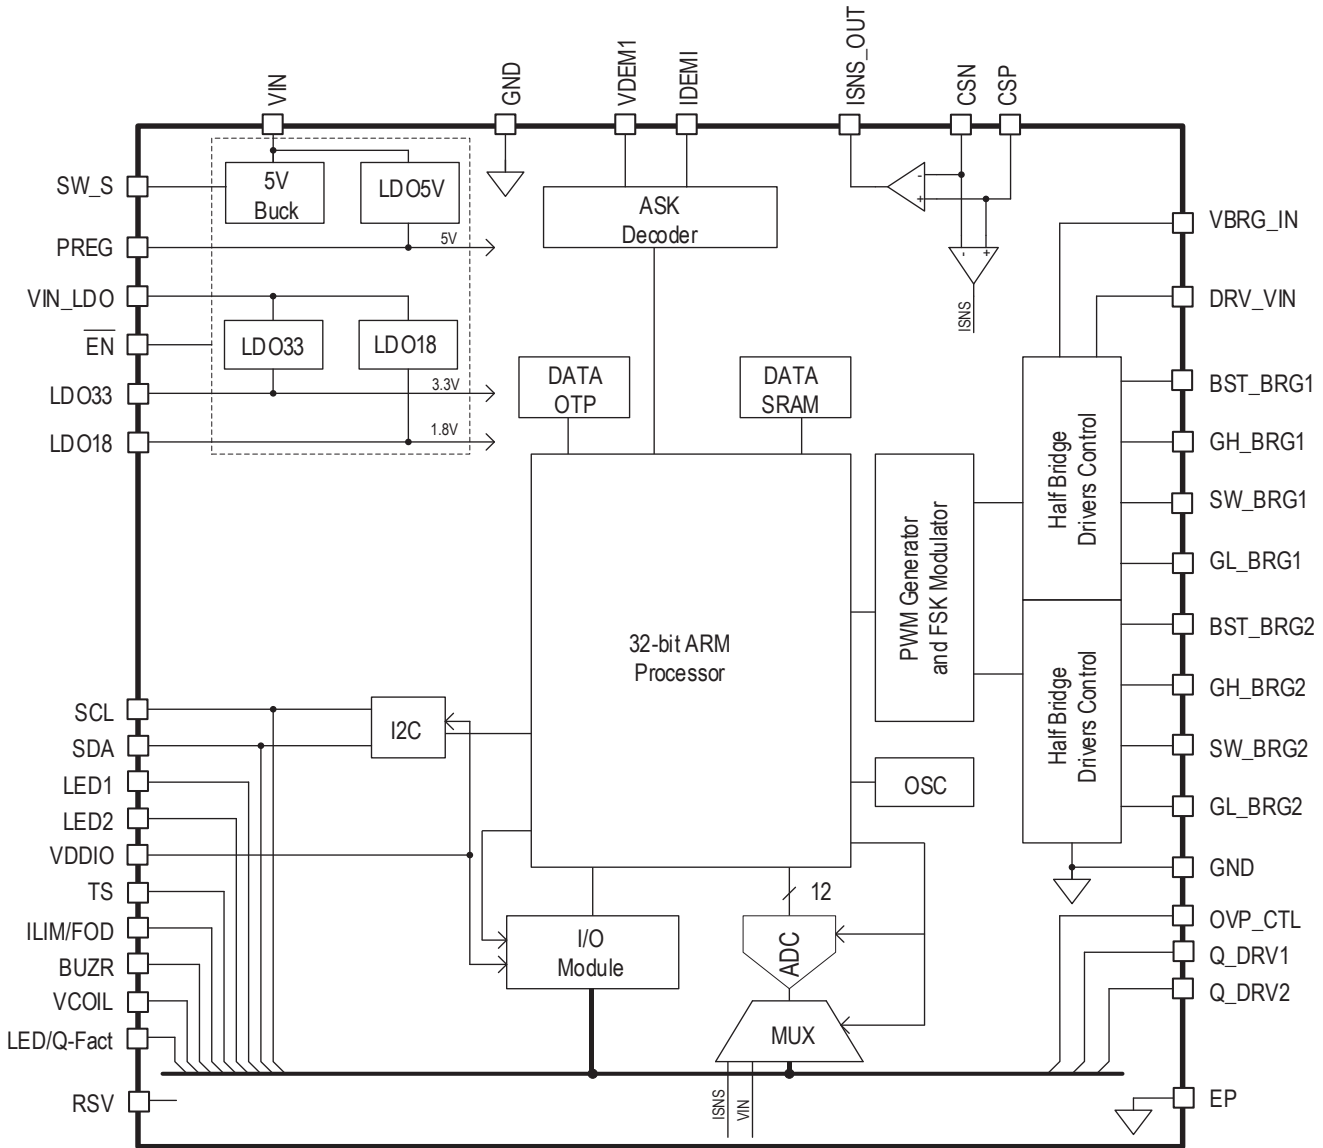 VIN
GND
VDEM1
IDEMI
ISNS_OUT
CSN
CSP
SW_S
PREG
VIN_LDO
EN
LDO33
LDO18
5V
Buck
LDO5V
5V
LDO33
LDO18
3.3V
1.8V
ASK
Decoder
-
+
-
+
ISNS
DATA
OTP
DATA
SRAM
32-bit ARM
Processor
PWM Generator
and FSK Modulator
Half Bridge
Drivers Control
Half Bridge
Drivers Control
OSC
VBRG_IN
DRV_VIN
BST_BRG1
GH_BRG1
SW_BRG1
GL_BRG1
BST_BRG2
GH_BRG2
SW_BRG2
GL_BRG2
GND
OVP_CTL
Q_DRV1
Q_DRV2
EP
SCL
SDA
LED1
LED2
VDDIO
TS
ILIM/FOD
BUZR
VCOIL
LED/Q-Fact
RSV
I2C
I/O
Module
12
ADC
MUX
ISNS
VIN